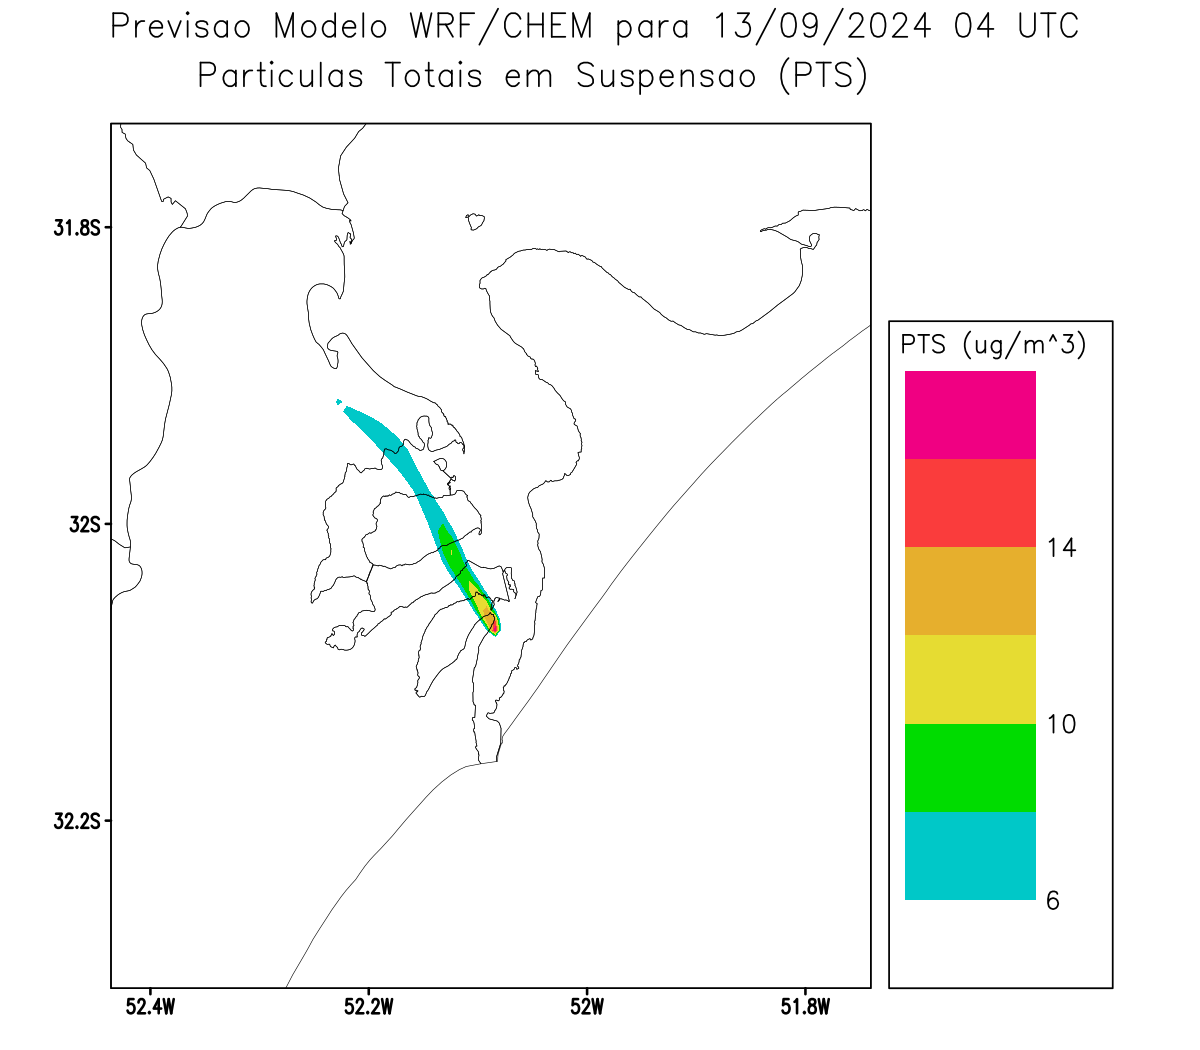 Previsao Modelo WRF/CHEM para 13/09/2024 04 UTC
Particulas Totais em Suspensao (PTS)
31.8S
32S
32.2S
52.4W
52.2W
52W
51.8W
PTS (ug/m^3)
14
10
6